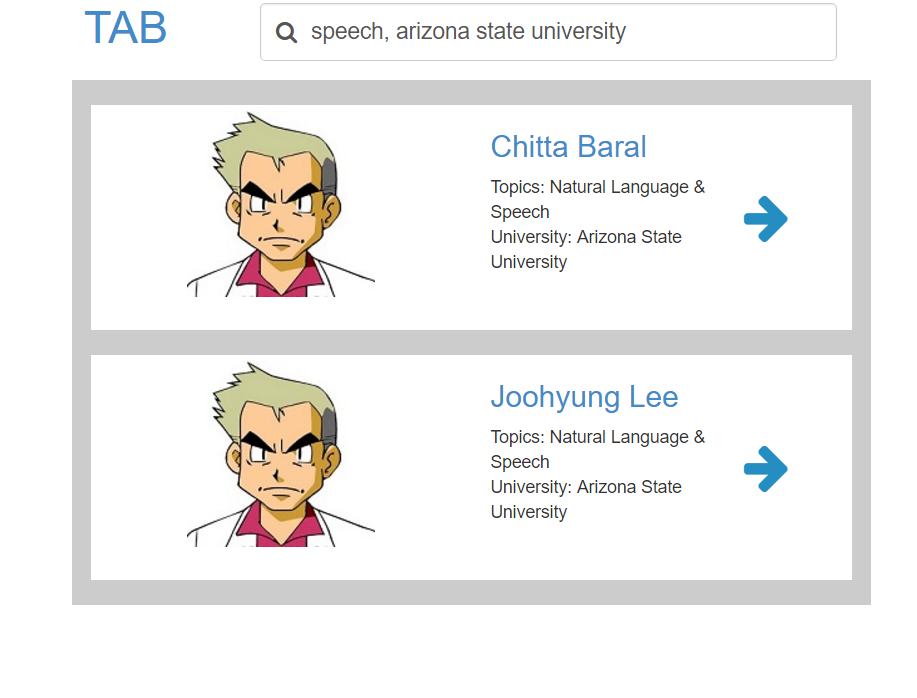 TAB
speech, arizona state university
Chitta Baral
Topics: Natural Language &
Speech
University: Arizona State
University
Joohyung Lee
Topics: Natural Language &
Speech
University: Arizona State
University